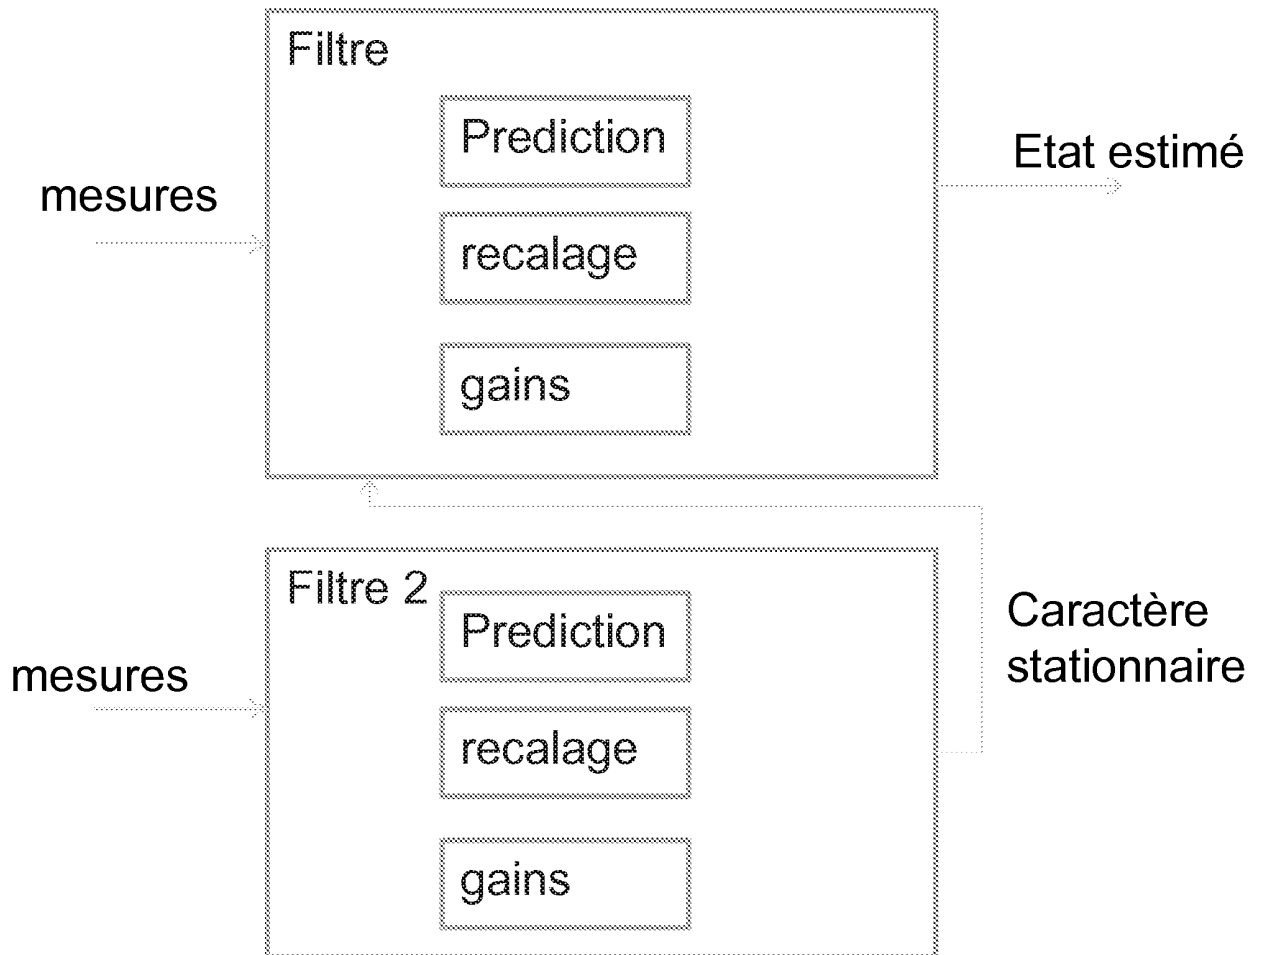 Filtre
Prediction
mesures
Etat estimé
recalage
gains
Filtre 2
Prediction
mesures
Caractère
stationnaire
recalage
gains